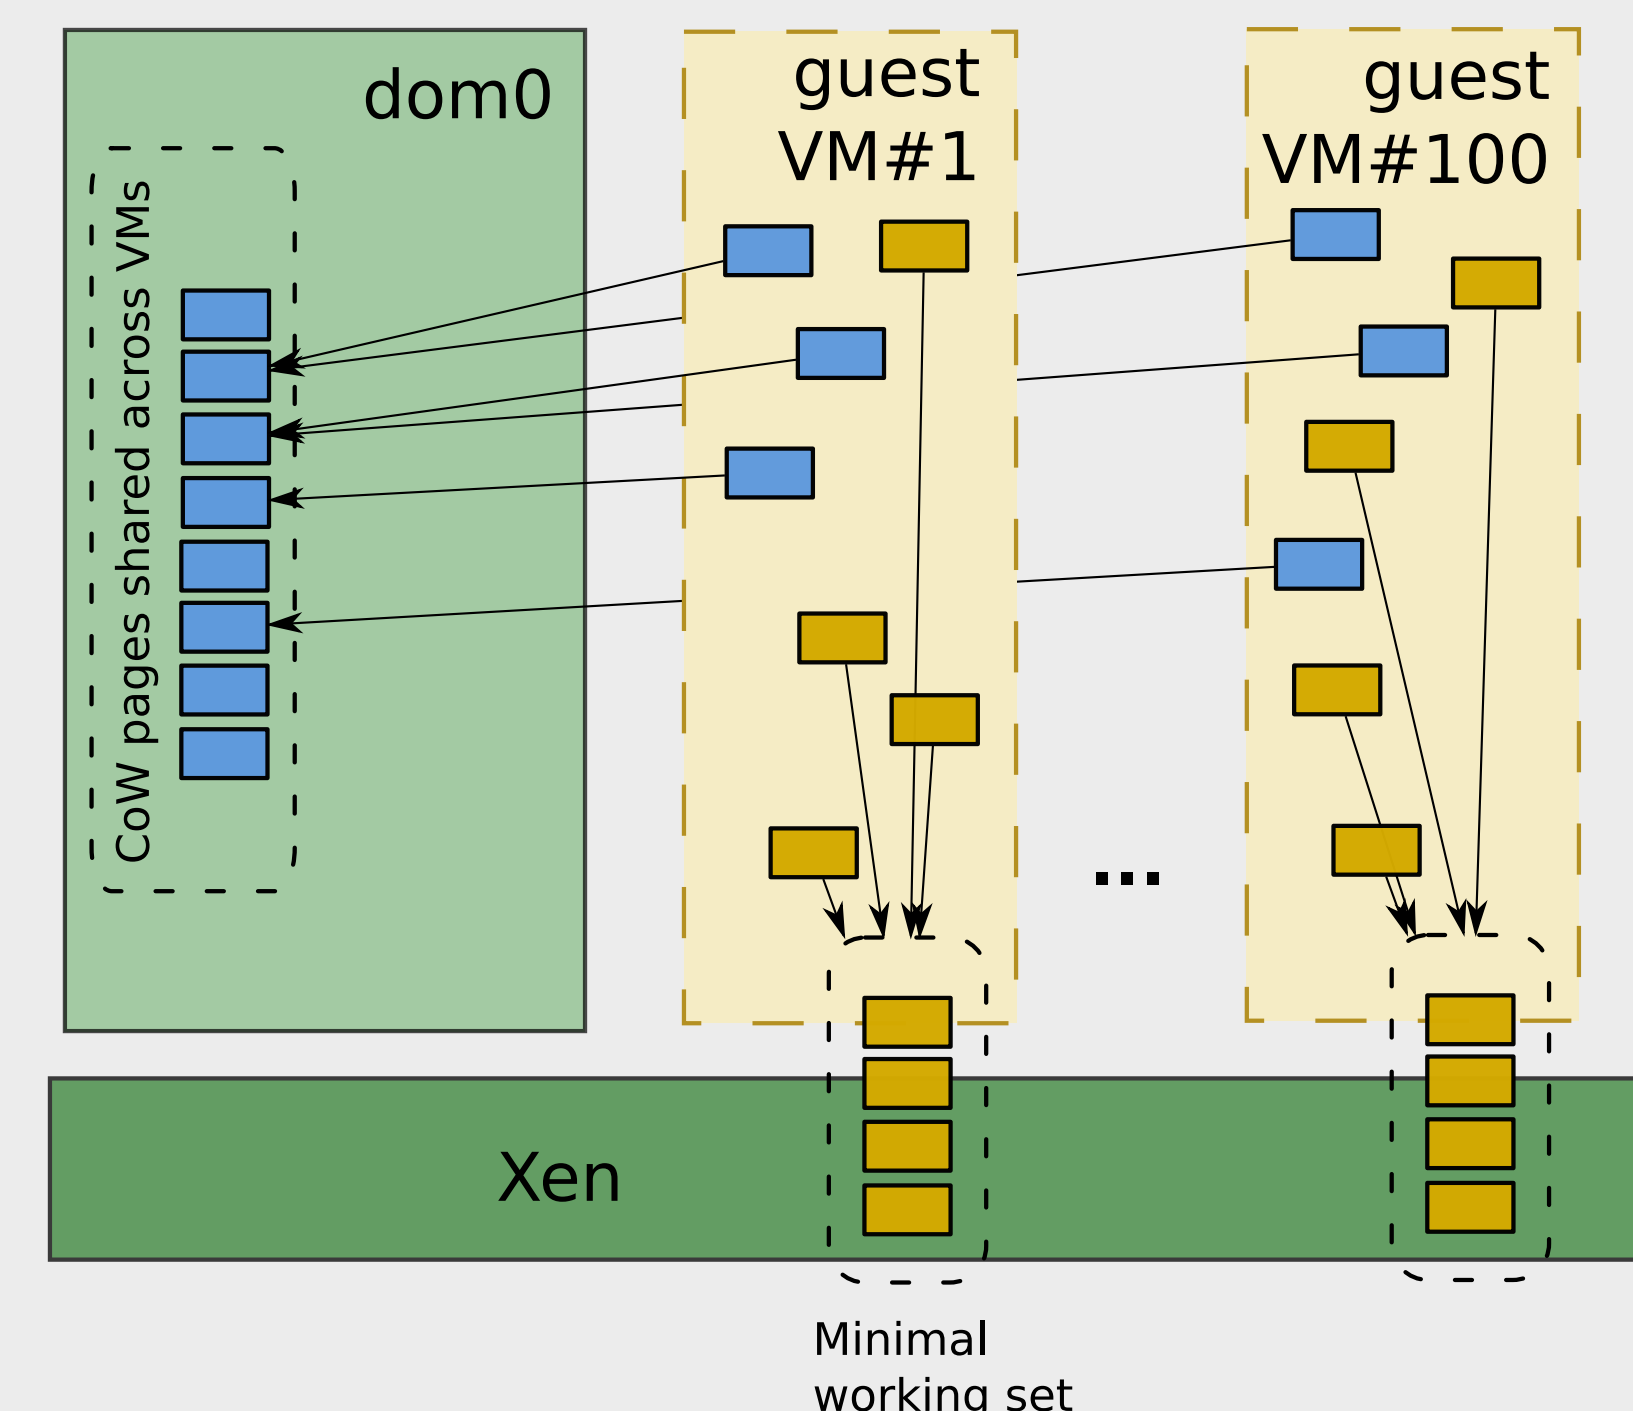 dom0
guest
VM#1
guest
VM#100
CoW pages shared across VMs
...
Xen
Minimal
working set